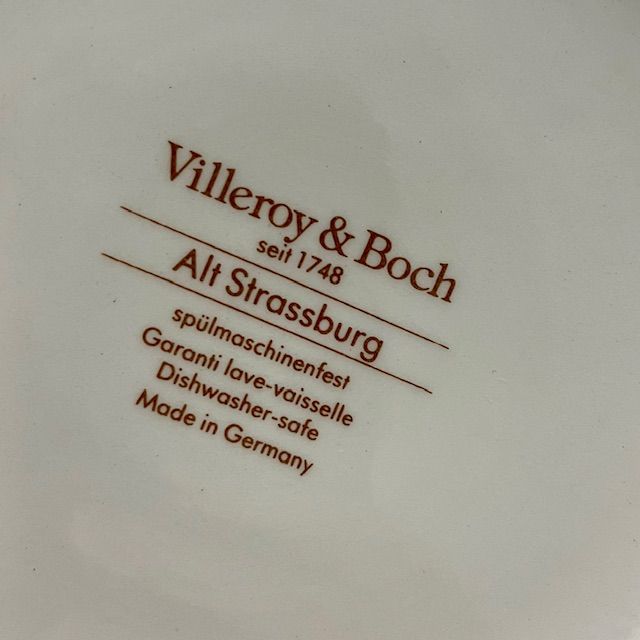 Villeroy & Boch
seit 1748
Alt Strassburg
spülmaschinenfest
Garanti lave-vaisselle
Dishwasher-safe
Made in Germany